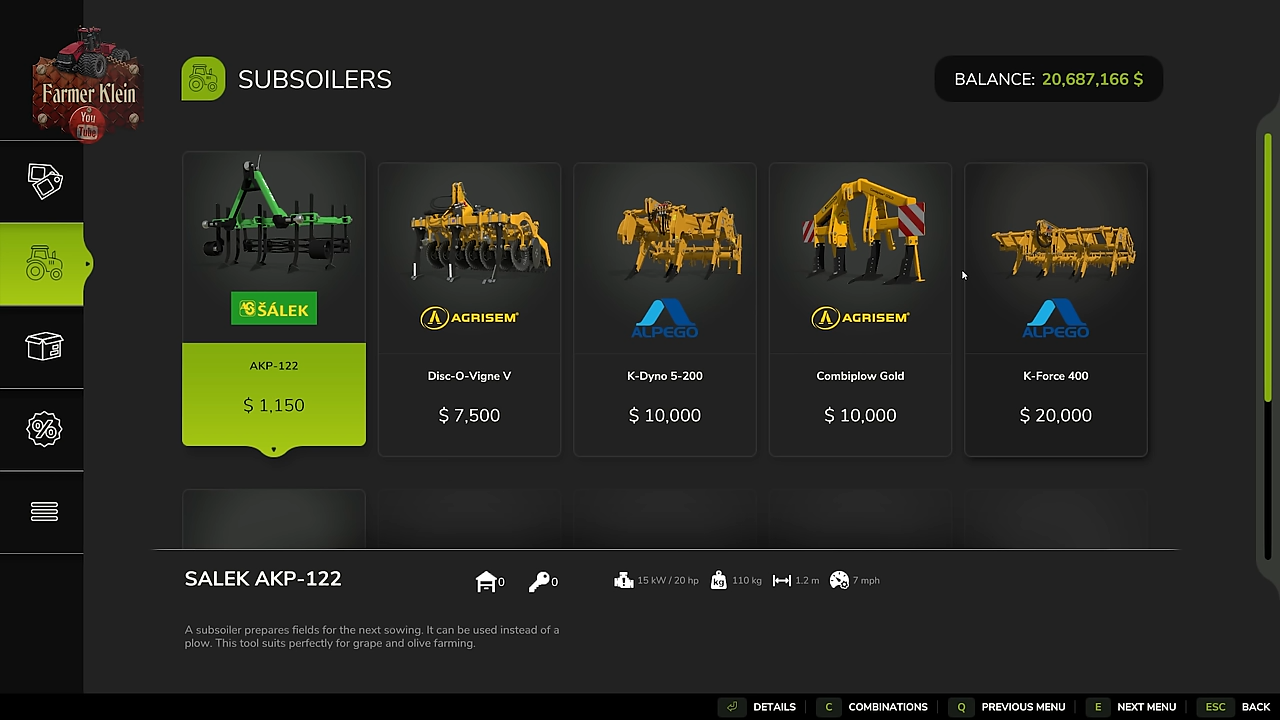 Farmer Klein
You
Tube
SUBSOILERS
BALANCE: 20,687,166 $
ŠÁLEK
AGRISEM
ALPEGO
AGRISEM
ALPEGO
AKP-122
Disc-O-Vigne V
K-Dyno 5-200
Combiplow Gold
K-Force 400
$ 1,150
$ 7,500
$ 10,000
$ 10,000
$ 20,000
SALEK AKP-122
0
0
15 kW / 20 hp
kg
110 kg
1.2 m
7 mph
A subsoiler prepares fields for the next sowing. It can be used instead of a
plow. This tool suits perfectly for grape and olive farming.
DETAILS
C COMBINATIONS
Q PREVIOUS MENU
E NEXT MENU
ESC BACK